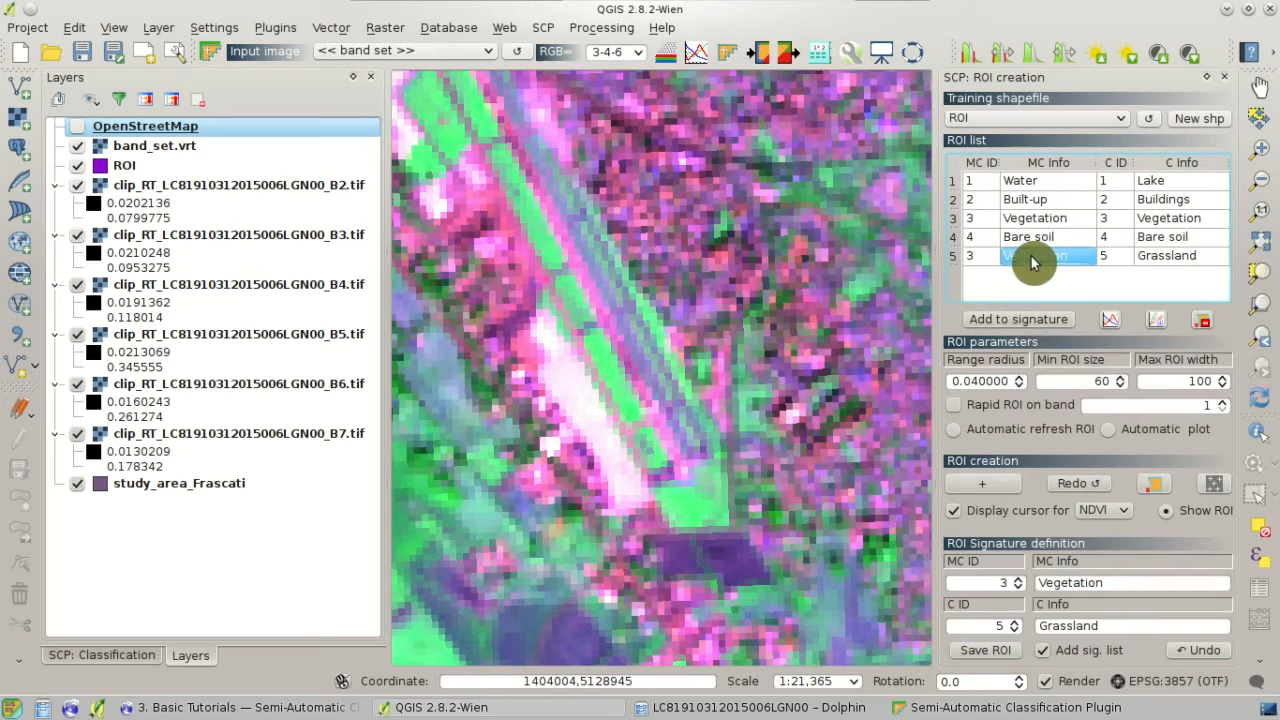 QGIS 2.8.2-Wien
Project Edit View Layer Settings Plugins Vector Raster Database Web SCP Processing Help
Input image << band set >> RGB= 3-4-6
Layers
OpenStreetMap
band_set.vrt
ROI
clip_RT_LC81910312015006LGN00_B2.tif
0.0202136
0.0799775
clip_RT_LC81910312015006LGN00_B3.tif
0.0210248
0.0953275
clip_RT_LC81910312015006LGN00_B4.tif
0.0191362
0.118014
clip_RT_LC81910312015006LGN00_B5.tif
0.0213069
0.345555
clip_RT_LC81910312015006LGN00_B6.tif
0.0160243
0.261274
clip_RT_LC81910312015006LGN00_B7.tif
0.0130209
0.178342
study_area_Frascati
SCP: Classification Layers
SCP: ROI creation
Training shapefile
ROI New shp
ROI list
MC ID MC Info C ID C Info
1 1 Water 1 Lake
2 2 Built-up 2 Buildings
3 3 Vegetation 3 Vegetation
4 4 Bare soil 4 Bare soil
5 3 5 Grassland
Add to signature
ROI parameters
Range radius Min ROI size Max ROI width
0.040000 60 100
Rapid ROI on band 1
Automatic refresh ROI Automatic plot
ROI creation
+ Redo
Display cursor for NDVI Show ROI
ROI Signature definition
MC ID MC Info
3 Vegetation
C ID C Info
5 Grassland
Save ROI Add sig. list Undo
Coordinate: 1404004,5128945 Scale 1:21,365 Rotation: 0.0 Render EPSG:3857 (OTF)
3. Basic Tutorials — Semi-Automatic Cl QGIS 2.8.2-Wien LC81910312015006LGN00 – Dolphin Semi-Automatic Classification Plugin